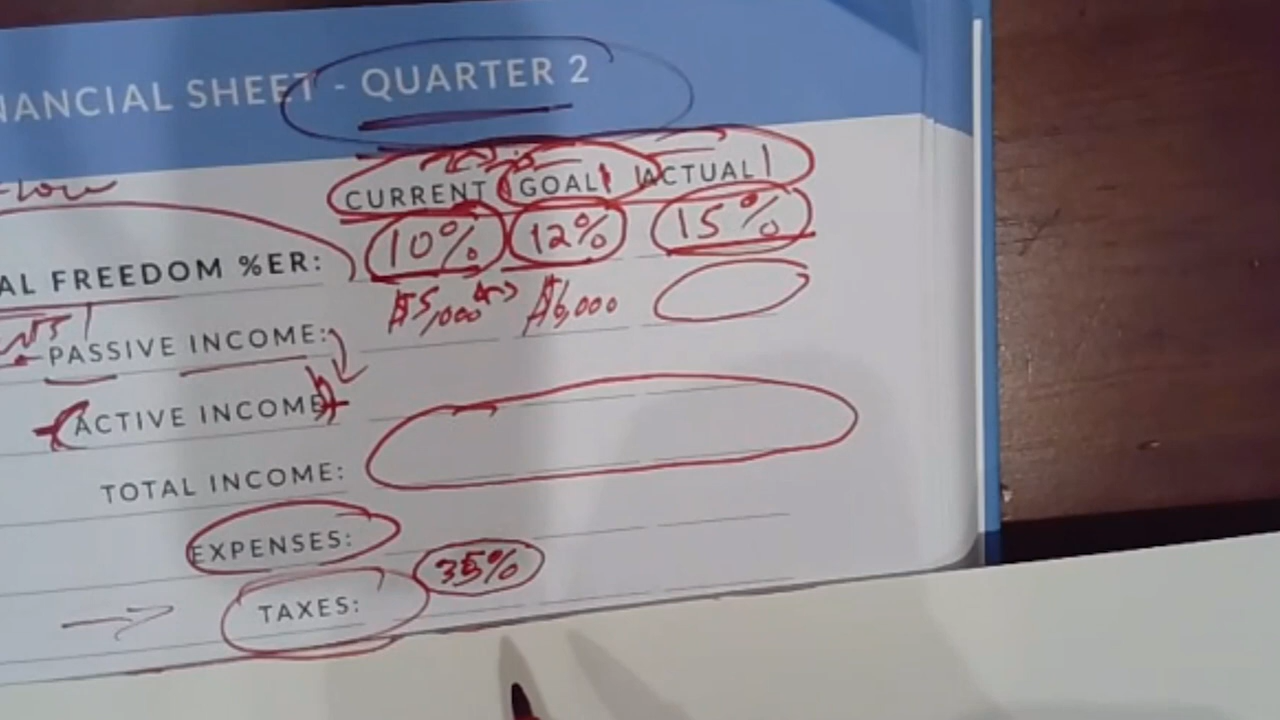 NANCIAL SHEET - QUARTER 2
Flow
CURRENT GOAL ACTUAL
AL FREEDOM %ER: 10% 12% 15%
PASSIVE INCOME: $5,000 $6,000
ACTIVE INCOME
TOTAL INCOME:
EXPENSES:
TAXES: 35%